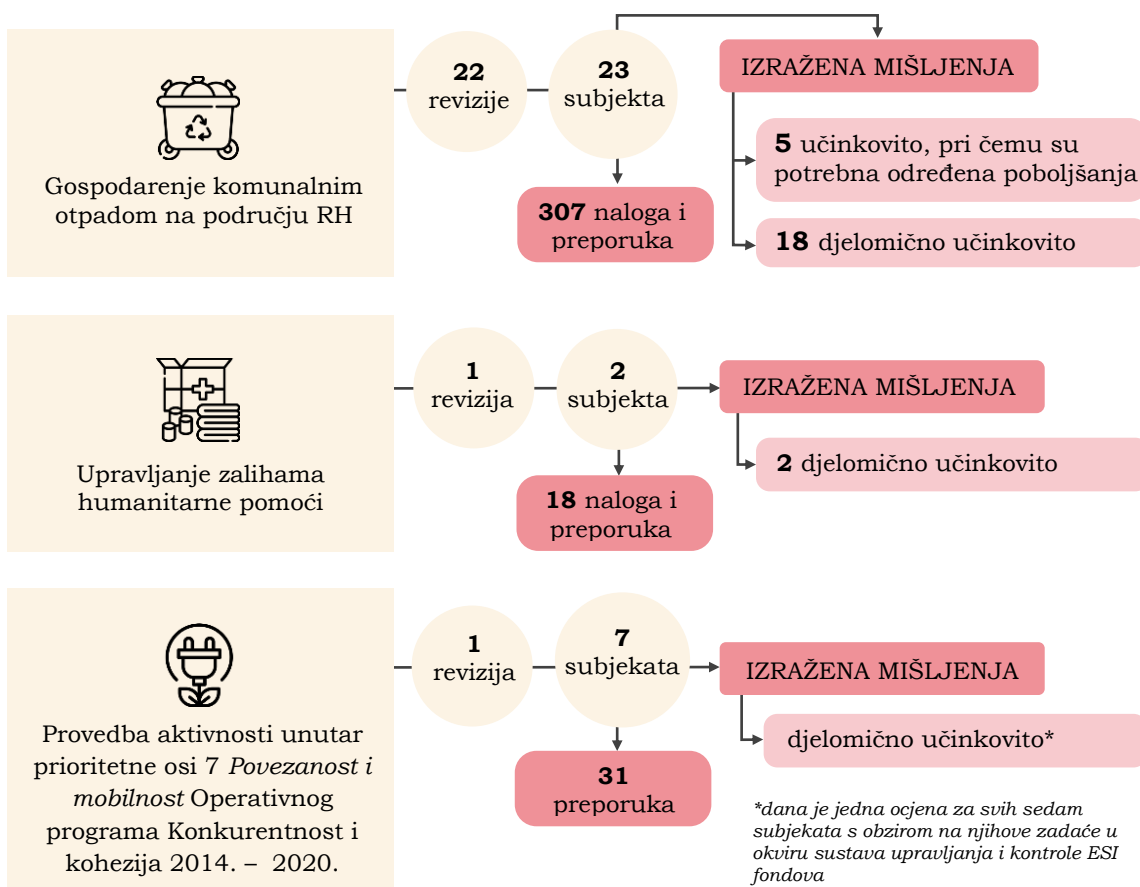 Gospodarenje komunalnim
otpadom na području RH
22
revizije
23
subjekta
307 naloga i
preporuka
IZRAŽENA MIŠLJENJA
5 učinkovito, pri čemu su
potrebna određena poboljšanja
18 djelomično učinkovito
Upravljanje zalihama
humanitarne pomoći
1
revizija
2
subjekta
18 naloga i
preporuka
IZRAŽENA MIŠLJENJA
2 djelomično učinkovito
Provedba aktivnosti unutar
prioritetne osi 7 Povezanost i
mobilnost Operativnog
programa Konkurentnost i
kohezija 2014. – 2020.
1
revizija
7
subjekata
31
preporuka
IZRAŽENA MIŠLJENJA
djelomično učinkovito*
*dana je jedna ocjena za svih sedam
subjekata s obzirom na njihove zadaće u
okviru sustava upravljanja i kontrole ESI
fondova